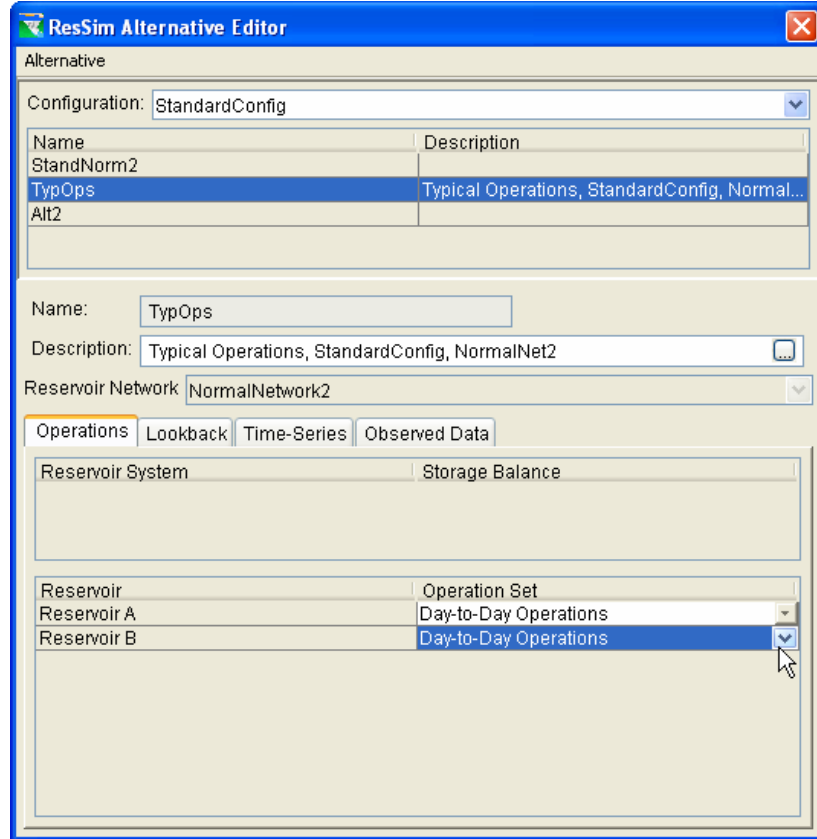 ResSim Alternative Editor
Alternative
Configuration: StandardConfig
Name Description
StandNorm2
TypOps Typical Operations, StandardConfig, Normal...
Alt2
Name: TypOps
Description: Typical Operations, StandardConfig, NormalNet2 ...
Reservoir Network NormalNetwork2
Operations Lookback Time-Series Observed Data
Reservoir System Storage Balance
Reservoir Operation Set
Reservoir A Day-to-Day Operations
Reservoir B Day-to-Day Operations